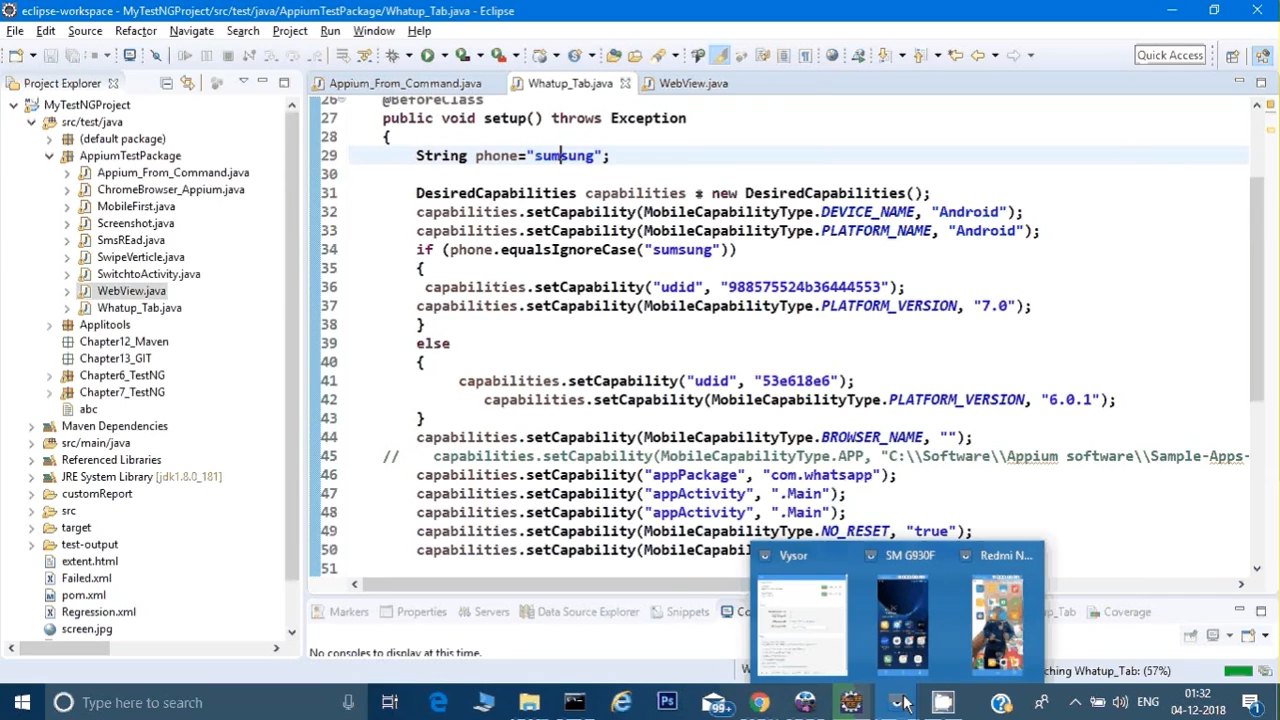 eclipse-workspace - MyTestNGProject/src/test/java/AppiumTestPackage/Whatup_Tab.java - Eclipse
File Edit Source Refactor Navigate Search Project Run Window Help
Quick Access
Project Explorer
Appium_From_Command.java Whatup_Tab.java WebView.java
MyTestNGProject
src/test/java
(default package)
AppiumTestPackage
Appium_From_Command.java
ChromeBrowser_Appium.java
MobileFirst.java
Screenshot.java
SmsREad.java
SwipeVerticle.java
SwitchtoActivity.java
WebView.java
Whatup_Tab.java
Applitools
Chapter12_Maven
Chapter13_GIT
Chapter6_TestNG
Chapter7_TestNG
abc
Maven Dependencies
src/main/java
Referenced Libraries
JRE System Library [jdk1.8.0_181]
customReport
src
target
test-output
extent.html
Failed.xml
pom.xml
Regression.xml
screen.jpg
26 @BeforeClass
27 public void setup() throws Exception
28 {
29 String phone="sumsung";
30
31 DesiredCapabilities capabilities = new DesiredCapabilities();
32 capabilities.setCapability(MobileCapabilityType.DEVICE_NAME, "Android");
33 capabilities.setCapability(MobileCapabilityType.PLATFORM_NAME, "Android");
34 if (phone.equalsIgnoreCase("sumsung"))
35 {
36 capabilities.setCapability("udid", "988575524b36444553");
37 capabilities.setCapability(MobileCapabilityType.PLATFORM_VERSION, "7.0");
38 }
39 else
40 {
41 capabilities.setCapability("udid", "53e618e6");
42 capabilities.setCapability(MobileCapabilityType.PLATFORM_VERSION, "6.0.1");
43 }
44 capabilities.setCapability(MobileCapabilityType.BROWSER_NAME, "");
45 // capabilities.setCapability(MobileCapabilityType.APP, "C:\\Software\\Appium software\\Sample-Apps-
46 capabilities.setCapability("appPackage", "com.whatsapp");
47 capabilities.setCapability("appActivity", ".Main");
48 capabilities.setCapability("appActivity", ".Main");
49 capabilities.setCapability(MobileCapabilityType.NO_RESET, "true");
50 capabilities.setCapability(MobileCapabil
51
Vysor SM G930F Redmi N...
Markers Properties Servers Data Source Explorer Snippets Co _Tab Coverage
No consoles to display at this time.
ching Whatup_Tab: (57%)
Type here to search
99+
ENG
01:32
04-12-2018
1